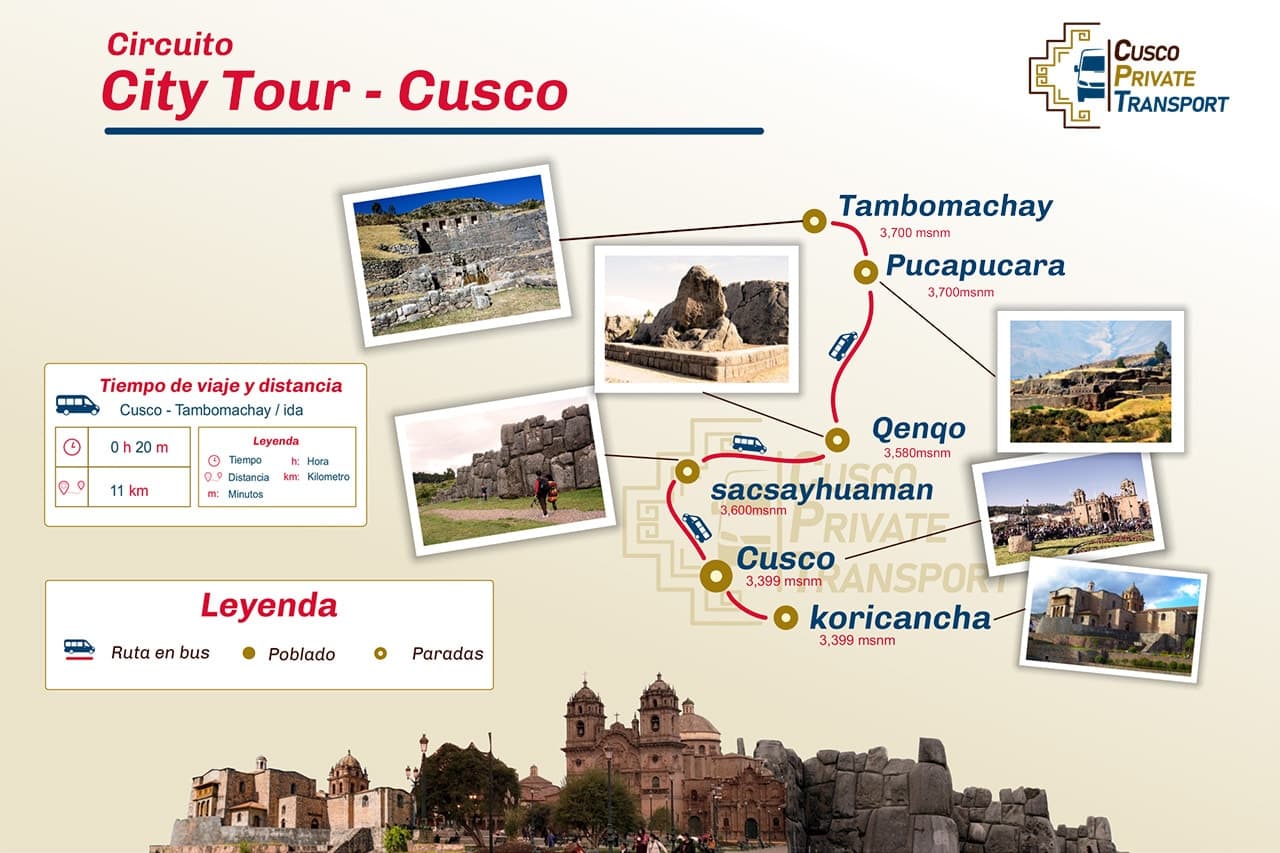 Circuito
City Tour - Cusco
CUSCO
PRIVATE
TRANSPORT
Tambomachay
3,700 msnm
Pucapucara
3,700msnm
Tiempo de viaje y distancia
Cusco - Tambomachay / ida
0 h 20 m
11 km
Leyenda
Tiempo
h: Hora
Distancia
km: Kilometro
m: Minutos
Qenqo
3,580msnm
sacsayhuaman
3,600msnm
CUSCO
PRIVATE
TRANSPORT
Cusco
3,399 msnm
koricancha
3,399 msnm
Leyenda
Ruta en bus
Poblado
Paradas